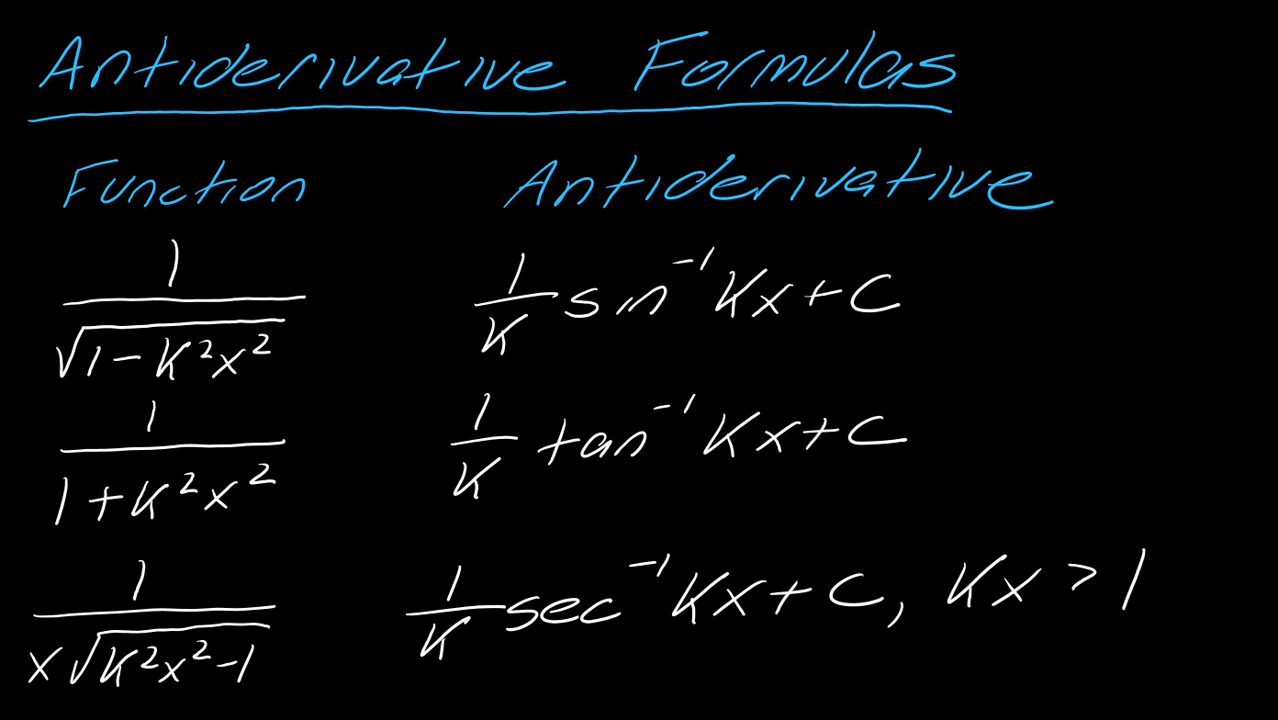 Antiderivative Formulas
Function Antiderivative
1/√(1-K²x²) 1/K sin⁻¹ Kx + C
1/(1+K²x²) 1/K tan⁻¹ Kx + C
1/(x√(K²x²-1)) 1/K sec⁻¹ Kx + C, Kx > 1